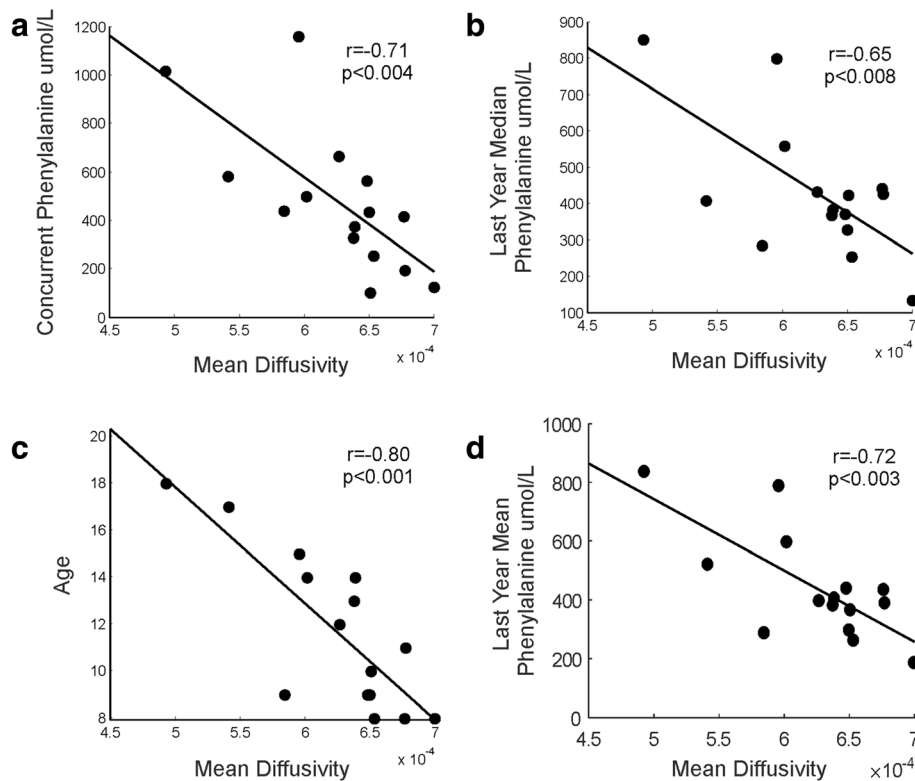 a
1200
1000
800
600
400
200
0
Concurrent Phenylalanine umol/L
r=-0.71
p<0.004
4.5 5 5.5 6 6.5 7
x 10-4
Mean Diffusivity
b
900
800
700
600
500
400
300
200
100
Last Year Median
Phenylalanine umol/L
r=-0.65
p<0.008
4.5 5 5.5 6 6.5 7
x 10-4
Mean Diffusivity
c
20
18
16
14
12
10
8
Age
r=-0.80
p<0.001
4.5 5 5.5 6 6.5 7
x 10-4
Mean Diffusivity
d
1000
800
600
400
200
0
Last Year Mean
Phenylalanine umol/L
r=-0.72
p<0.003
4.5 5 5.5 6 6.5 7
×10-4
Mean Diffusivity